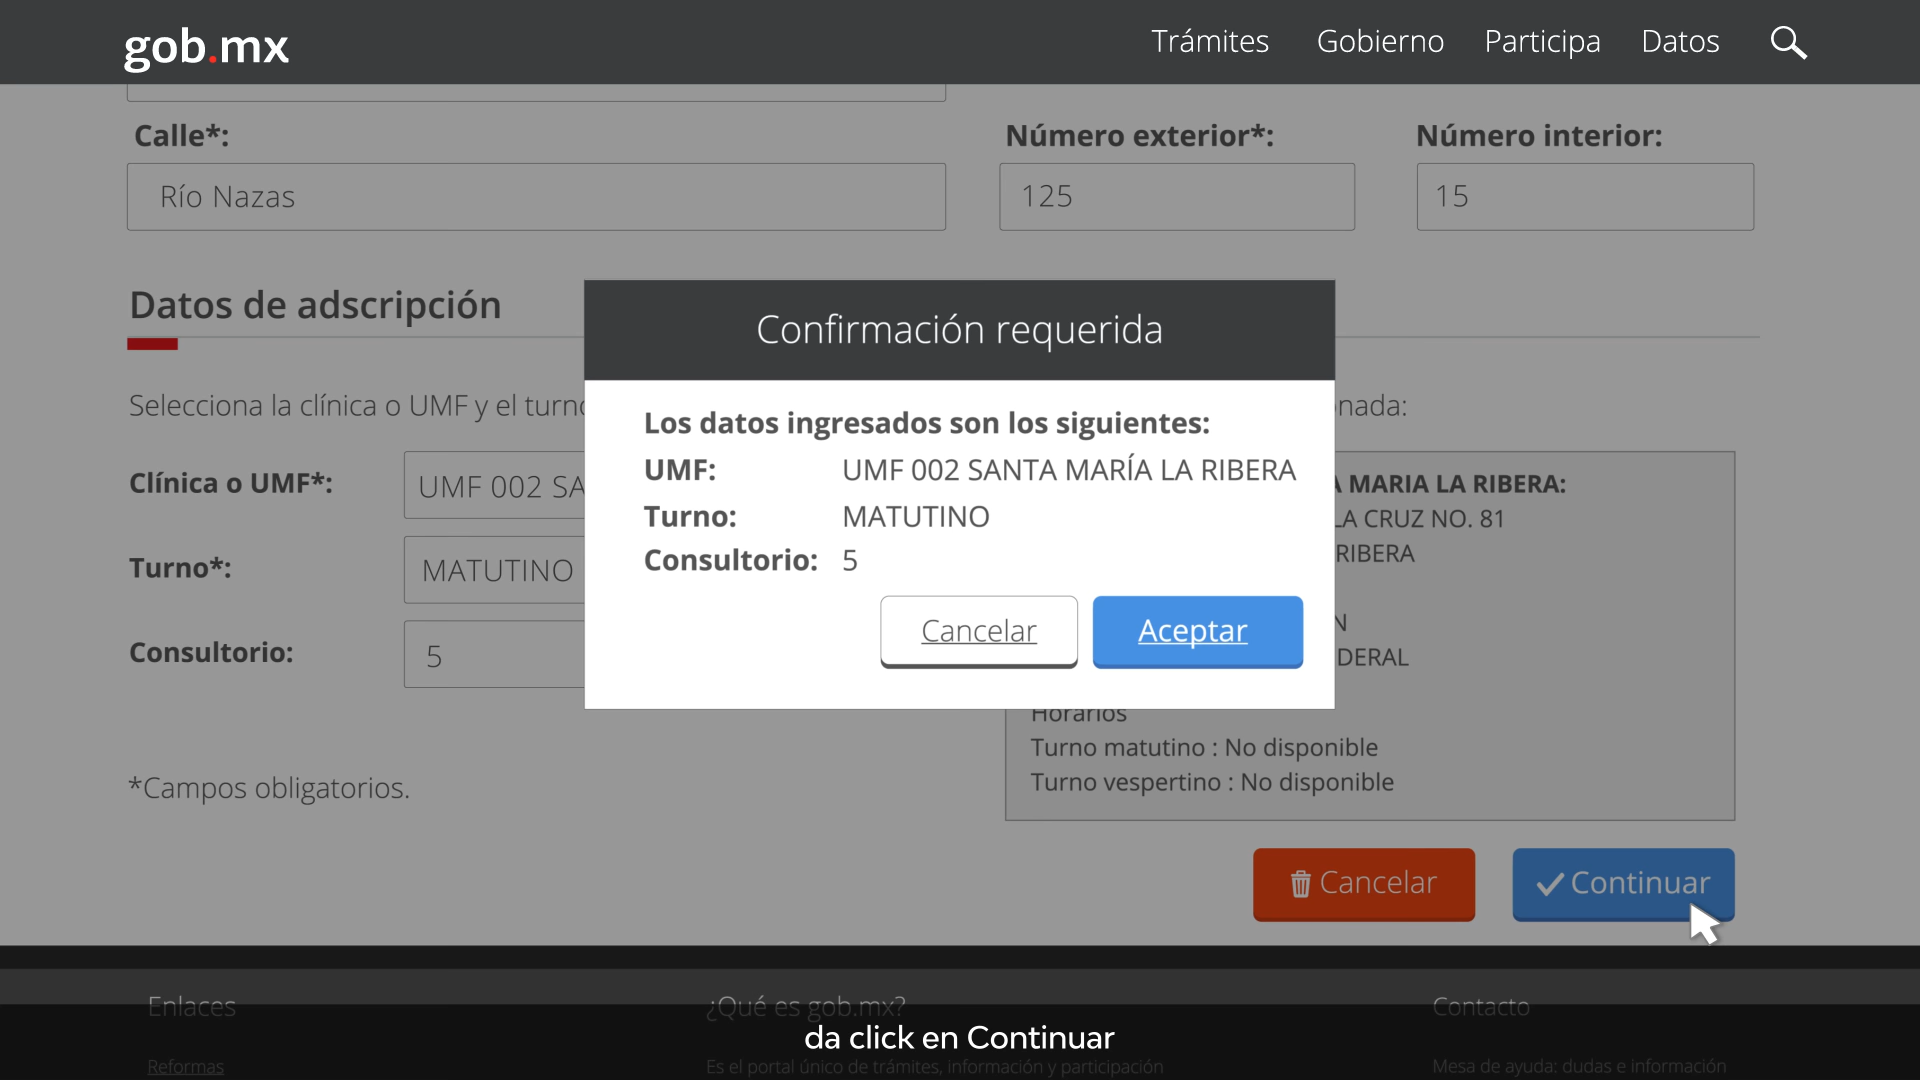 gob.mx
Trámites Gobierno Participa Datos
Calle*: Número exterior*: Número interior:
Río Nazas 125 15
Datos de adscripción
Confirmación requerida
Selecciona la clínica o UMF y el turno
Los datos ingresados son los siguientes:
UMF: UMF 002 SANTA MARÍA LA RIBERA
Turno: MATUTINO
Consultorio: 5
Cancelar Aceptar
Clínica o UMF*: UMF 002 SA
Turno*: MATUTINO
Consultorio: 5
MARIA LA RIBERA:
LA CRUZ NO. 81
RIBERA
Horarios
Turno matutino : No disponible
Turno vespertino : No disponible
*Campos obligatorios.
Cancelar Continuar
Enlaces ¿Qué es gob.mx? Contacto
da click en Continuar
Reformas Es el portal único de trámites, información y participación Mesa de ayuda: dudas e información